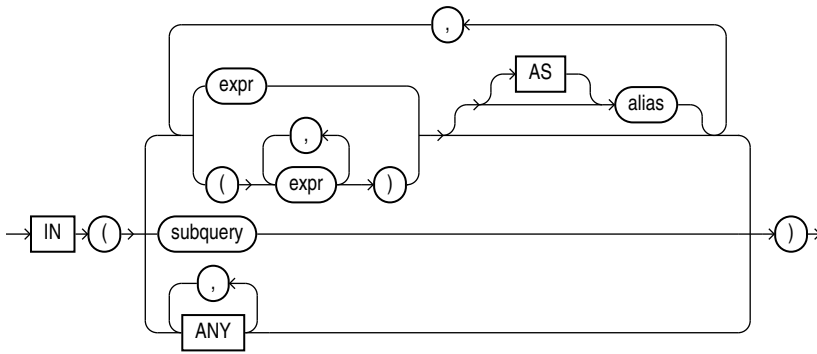 ,
AS
expr
alias
,
( expr )
IN ( subquery )
,
ANY